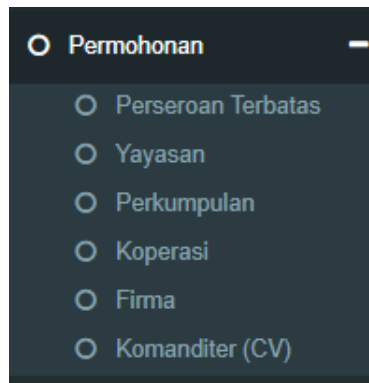 Permohonan
Perseroan Terbatas
Yayasan
Perkumpulan
Koperasi
Firma
Komanditer (CV)